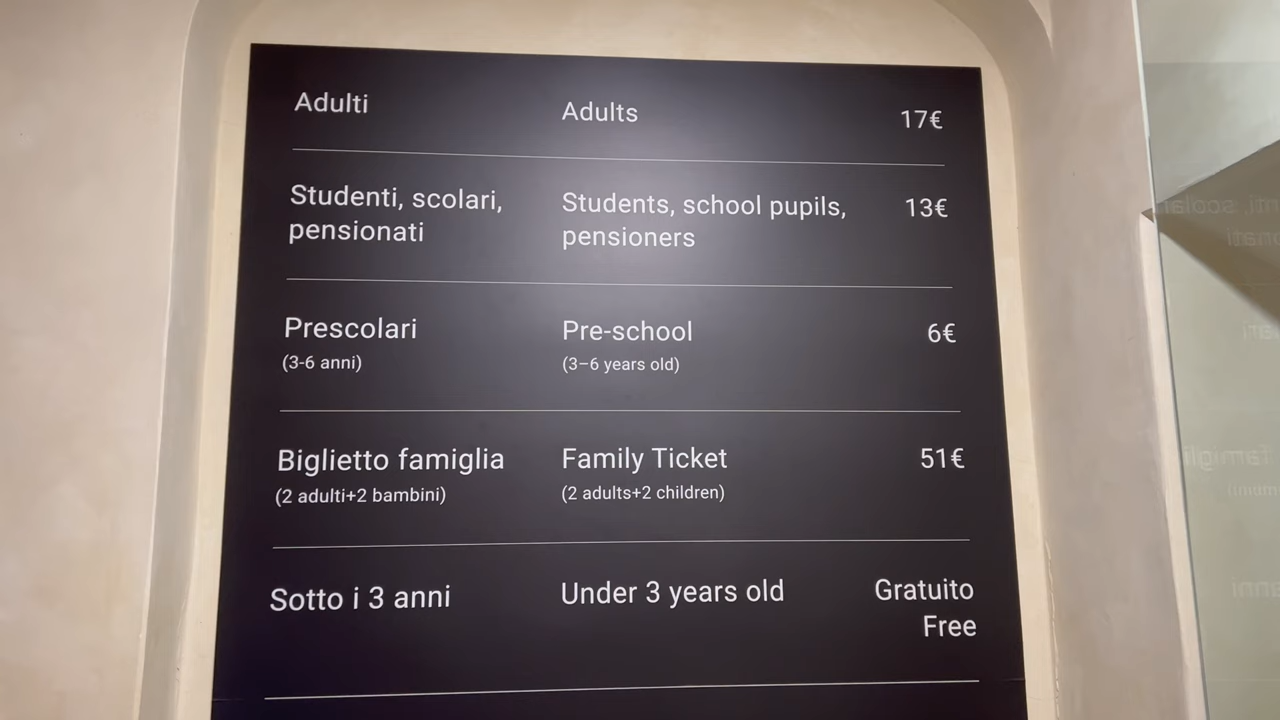 Adulti Adults 17€
Studenti, scolari, Students, school pupils, 13€
pensionati pensioners
Prescolari Pre-school 6€
(3-6 anni) (3–6 years old)
Biglietto famiglia Family Ticket 51€
(2 adulti+2 bambini) (2 adults+2 children)
Sotto i 3 anni Under 3 years old Gratuito
Free